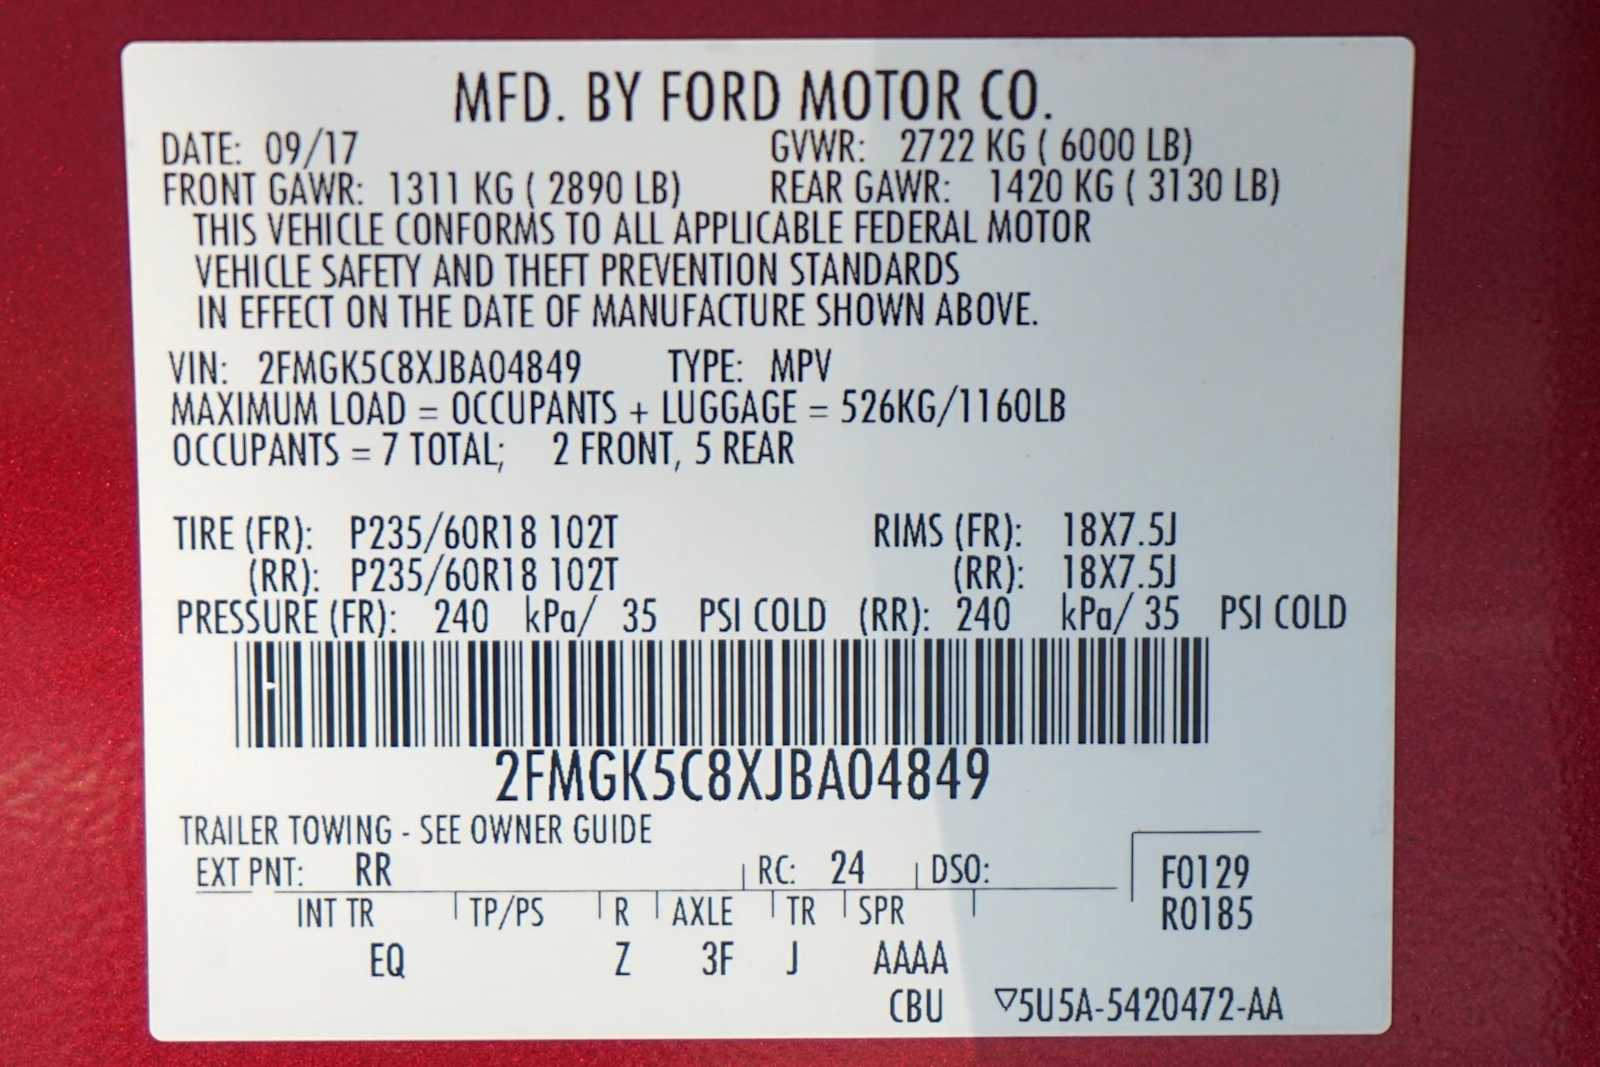 MFD. BY FORD MOTOR CO.
DATE: 09/17 GVWR: 2722 KG ( 6000 LB)
FRONT GAWR: 1311 KG ( 2890 LB) REAR GAWR: 1420 KG ( 3130 LB)
THIS VEHICLE CONFORMS TO ALL APPLICABLE FEDERAL MOTOR
VEHICLE SAFETY AND THEFT PREVENTION STANDARDS
IN EFFECT ON THE DATE OF MANUFACTURE SHOWN ABOVE.
VIN: 2FMGK5C8XJBA04849 TYPE: MPV
MAXIMUM LOAD = OCCUPANTS + LUGGAGE = 526KG/1160LB
OCCUPANTS = 7 TOTAL; 2 FRONT, 5 REAR
TIRE (FR): P235/60R18 102T RIMS (FR): 18X7.5J
(RR): P235/60R18 102T (RR): 18X7.5J
PRESSURE (FR): 240 kPa/ 35 PSI COLD (RR): 240 kPa/ 35 PSI COLD
2FMGK5C8XJBA04849
TRAILER TOWING - SEE OWNER GUIDE
EXT PNT: RR RC: 24 DSO: F0129
INT TR TP/PS R AXLE TR SPR R0185
EQ Z 3F J AAAA
CBU ▽5U5A-5420472-AA